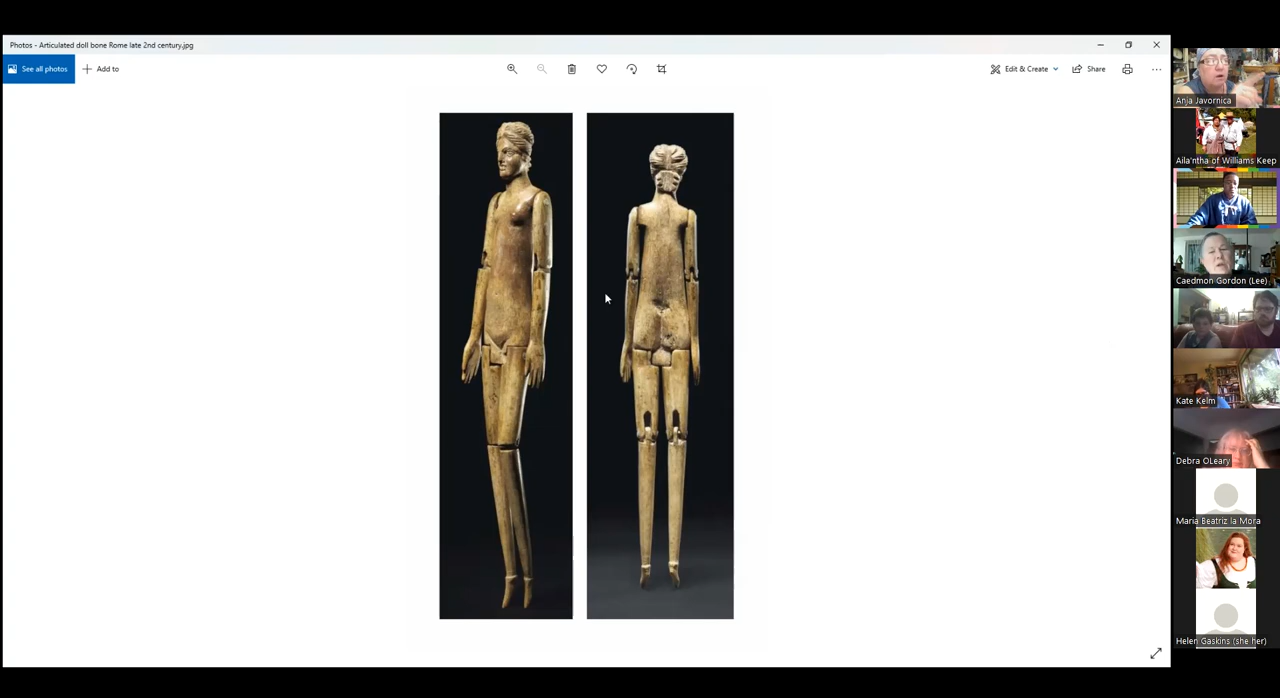 Photos - Articulated doll bone Rome late 2nd century.jpg
See all photos
Add to
Edit & Create
Share
Anja Javornica
Aila'ntha of Williams Keep
Caedmon Gordon (Lee)
Kate Kelm
Debra OLeary
Maria Beatriz la Mora
Helen Gaskins (she her)